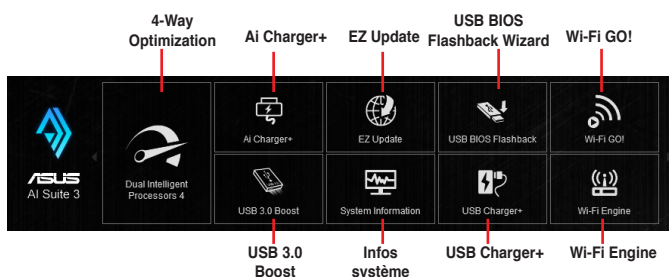 4-Way
Optimization
Ai Charger+
EZ Update
USB BIOS
Flashback Wizard
Wi-Fi GO!
ASUS
AI Suite 3
Dual Intelligent
Processors 4
Ai Charger+
EZ Update
USB BIOS Flashback
Wi-Fi GO!
USB 3.0 Boost
System Information
USB Charger+
Wi-Fi Engine
USB 3.0
Boost
Infos
système
USB Charger+
Wi-Fi Engine